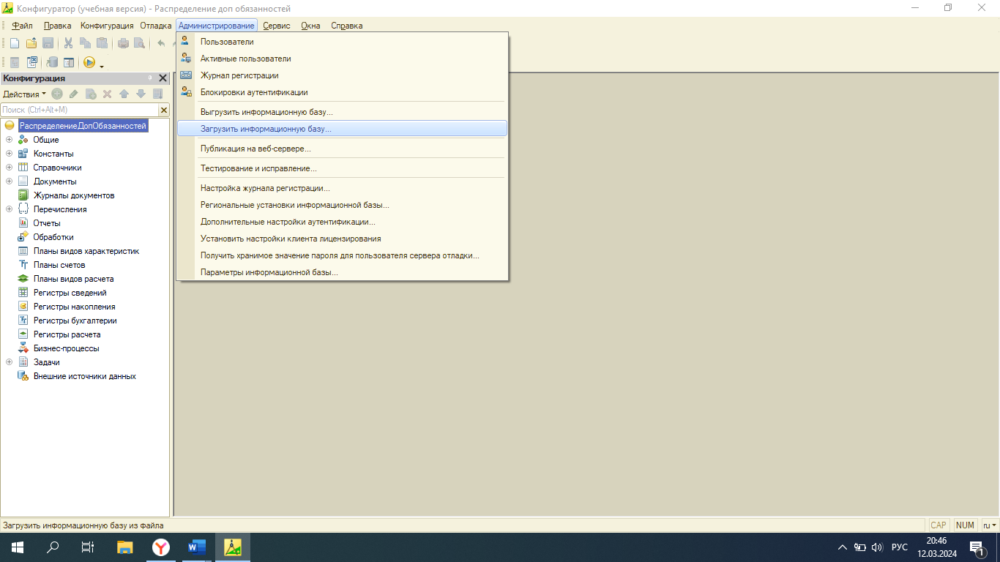 Конфигуратор (учебная версия) - Распределение доп обязанностей
Файл Правка Конфигурация Отладка Администрирование Сервис Окна Справка
Пользователи
Активные пользователи
Журнал регистрации
Блокировки аутентификации
Выгрузить информационную базу...
Загрузить информационную базу...
Публикация на веб-сервере...
Тестирование и исправление...
Настройка журнала регистрации...
Региональные установки информационной базы...
Дополнительные настройки аутентификации...
Установить настройки клиента лицензирования
Получить хранимое значение пароля для пользователя сервера отладки...
Параметры информационной базы...
Конфигурация
Действия
Поиск (Ctrl+Alt+M)
РаспределениеДопОбязанностей
Общие
Константы
Справочники
Документы
Журналы документов
Перечисления
Отчеты
Обработки
Планы видов характеристик
Планы счетов
Планы видов расчета
Регистры сведений
Регистры накопления
Регистры бухгалтерии
Регистры расчета
Бизнес-процессы
Задачи
Внешние источники данных
Загрузить информационную базу из файла
CAP NUM ru
РУС
20:46
12.03.2024
1